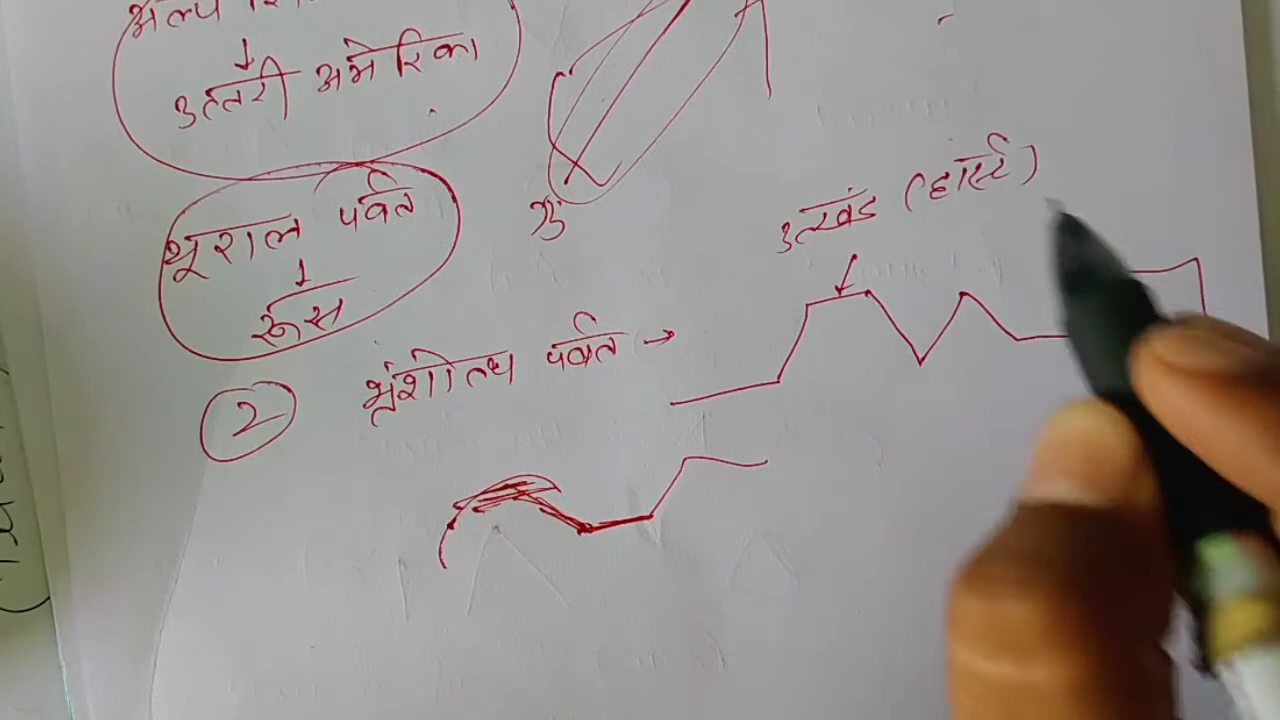 उत्तरी अमेरिका
यूराल पर्वत
रूस
उत्खंड (हार्स्ट)
2 भ्रंशोत्थ पर्वत →